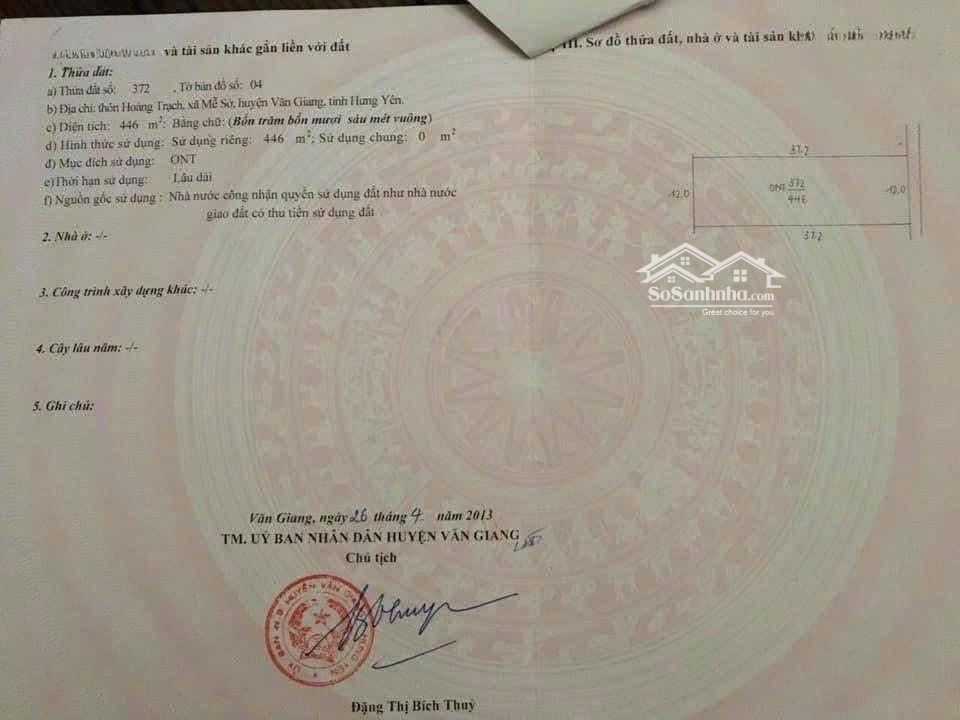 và tài sản khác gắn liền với đất
1. Thửa đất:
a) Thửa đất số: 372 , Tờ bản đồ số: 04
b) Địa chỉ: thôn Hoàng Trạch, xã Mễ Sở, huyện Văn Giang, tỉnh Hưng Yên.
c) Diện tích: 446 m²: Bằng chữ: (Bốn trăm bốn mươi sáu mét vuông)
d) Hình thức sử dụng: Sử dụng riêng: 446 m²; Sử dụng chung: 0 m²
đ) Mục đích sử dụng: ONT
e)Thời hạn sử dụng: Lâu dài
f) Nguồn gốc sử dụng : Nhà nước công nhận quyền sử dụng đất như nhà nước
giao đất có thu tiền sử dụng đất
2. Nhà ở: -/-
3. Công trình xây dựng khác: -/-
4. Cây lâu năm: -/-
5. Ghi chú:
Văn Giang, ngày 26 tháng 4 năm 2013
TM. UỶ BAN NHÂN DÂN HUYỆN VĂN GIANG
Chủ tịch
Đặng Thị Bích Thuỷ
III. Sơ đồ thửa đất, nhà ở và tài sản
37.2
12.0
ONT 372
446
12.0
37.2
SoSanhnha.com
Great choice for you